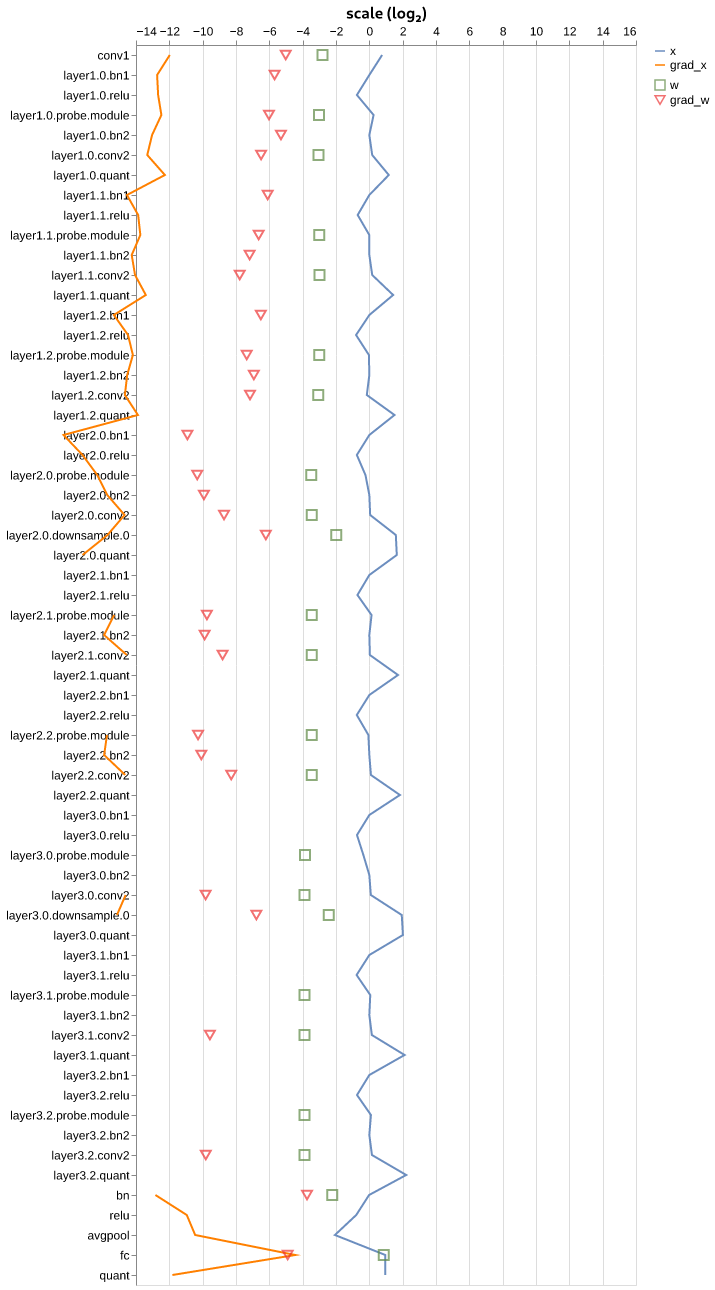 scale (log₂)
−14 −12 −10 −8 −6 −4 −2 0 2 4 6 8 10 12 14 16
x
grad_x
w
grad_w
conv1
layer1.0.bn1
layer1.0.relu
layer1.0.probe.module
layer1.0.bn2
layer1.0.conv2
layer1.0.quant
layer1.1.bn1
layer1.1.relu
layer1.1.probe.module
layer1.1.bn2
layer1.1.conv2
layer1.1.quant
layer1.2.bn1
layer1.2.relu
layer1.2.probe.module
layer1.2.bn2
layer1.2.conv2
layer1.2.quant
layer2.0.bn1
layer2.0.relu
layer2.0.probe.module
layer2.0.bn2
layer2.0.conv2
layer2.0.downsample.0
layer2.0.quant
layer2.1.bn1
layer2.1.relu
layer2.1.probe.module
layer2.1.bn2
layer2.1.conv2
layer2.1.quant
layer2.2.bn1
layer2.2.relu
layer2.2.probe.module
layer2.2.bn2
layer2.2.conv2
layer2.2.quant
layer3.0.bn1
layer3.0.relu
layer3.0.probe.module
layer3.0.bn2
layer3.0.conv2
layer3.0.downsample.0
layer3.0.quant
layer3.1.bn1
layer3.1.relu
layer3.1.probe.module
layer3.1.bn2
layer3.1.conv2
layer3.1.quant
layer3.2.bn1
layer3.2.relu
layer3.2.probe.module
layer3.2.bn2
layer3.2.conv2
layer3.2.quant
bn
relu
avgpool
fc
quant